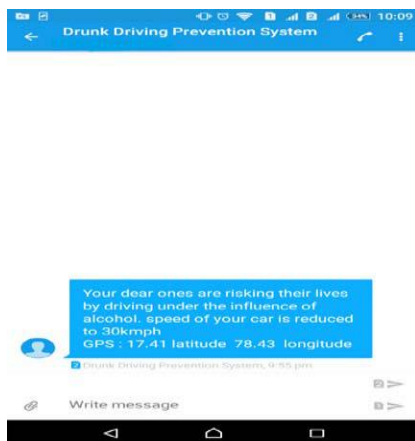 54% 10:09
Drunk Driving Prevention System
Your dear ones are risking their lives
by driving under the influence of
alcohol. speed of your car is reduced
to 30kmph
GPS : 17.41 latitude 78.43 longitude
2 Drunk Driving Prevention System, 9:55 pm
Write message